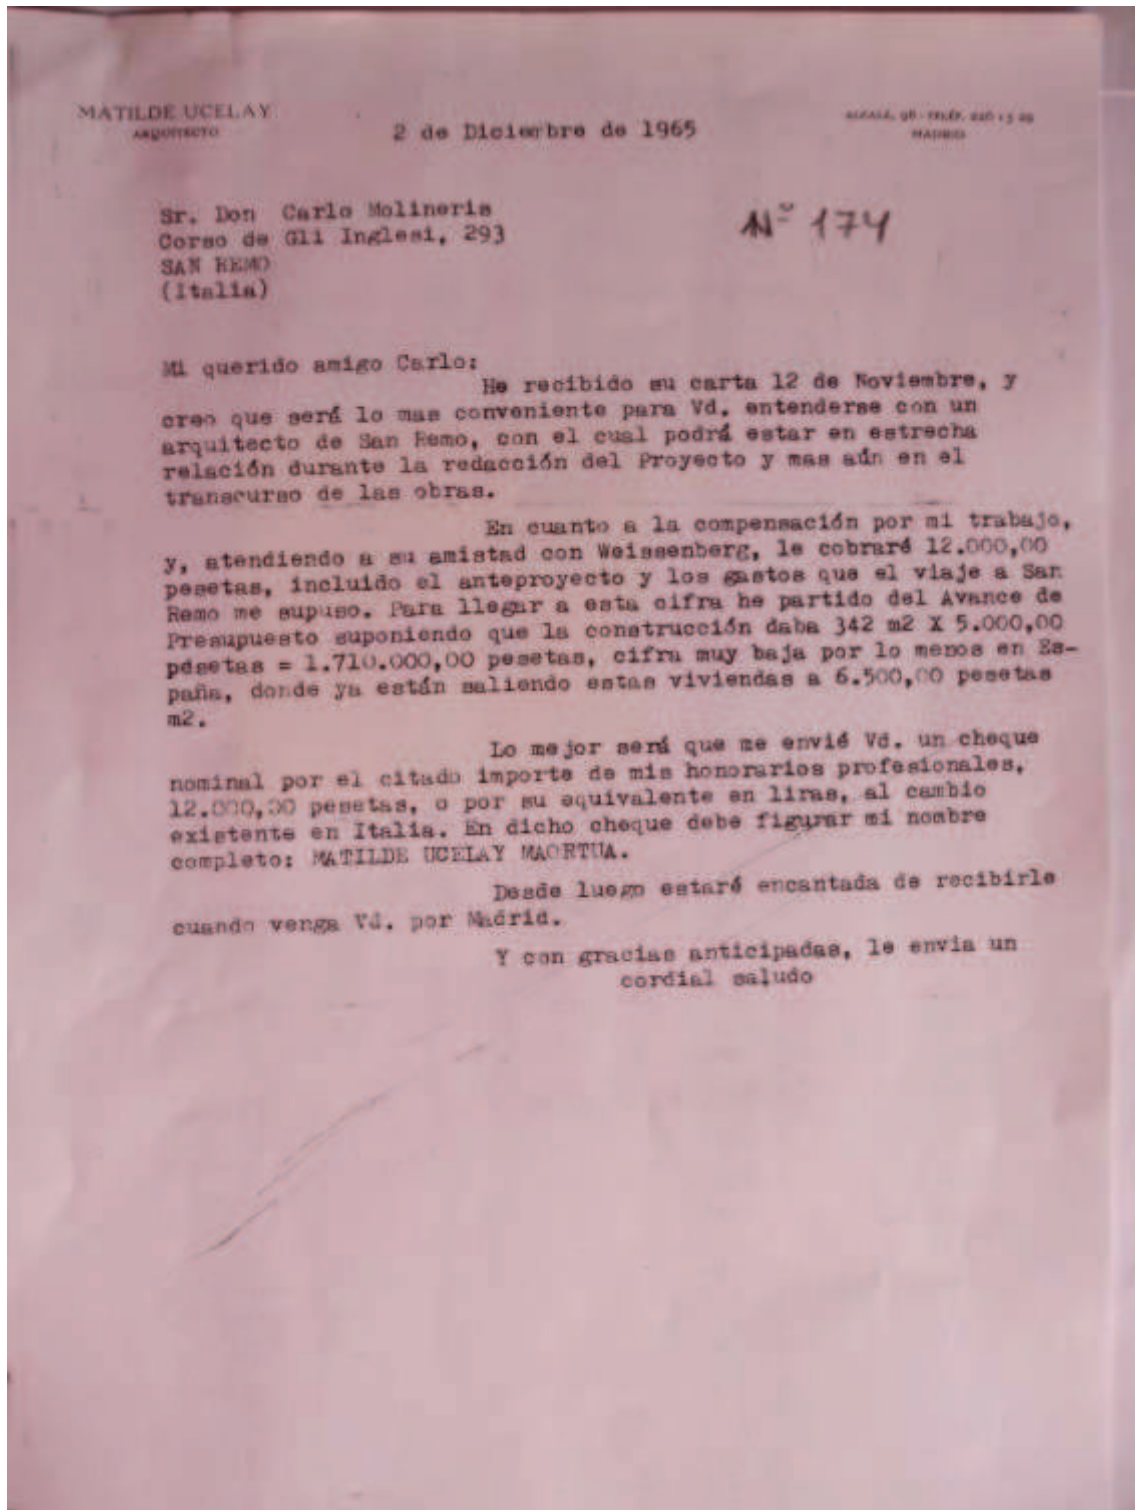 MATILDE UCELAY
ARQUITECTO
2 de Diciembre de 1965
ALCALÁ, 98 - TELÉF.
MADRID
Sr. Don Carlo Molineris
Corso de Gli Inglesi, 293
SAN REMO
(Italia)
Nº 174
Mi querido amigo Carlo:
He recibido su carta 12 de Noviembre, y
creo que será lo mas conveniente para Vd. entenderse con un
arquitecto de San Remo, con el cual podrá estar en estrecha
relación durante la redacción del Proyecto y mas aún en el
transcurso de las obras.
En cuanto a la compensación por mi trabajo,
y, atendiendo a su amistad con Weissenberg, le cobraré 12.000,00
pesetas, incluido el anteproyecto y los gastos que el viaje a San
Remo me supuso. Para llegar a esta cifra he partido del Avance de
Presupuesto suponiendo que la construcción daba 342 m2 X 5.000,00
pesetas = 1.710.000,00 pesetas, cifra muy baja por lo menos en Es-
paña, donde ya están saliendo estas viviendas a 6.500,00 pesetas
m2.
Lo mejor será que me envié Vd. un cheque
nominal por el citado importe de mis honorarios profesionales,
12.000,00 pesetas, o por su equivalente en liras, al cambio
existente en Italia. En dicho cheque debe figurar mi nombre
completo: MATILDE UCELAY MAORTUA.
Desde luego estaré encantada de recibirle
cuando venga Vd. por Madrid.
Y con gracias anticipadas, le envia un
cordial saludo